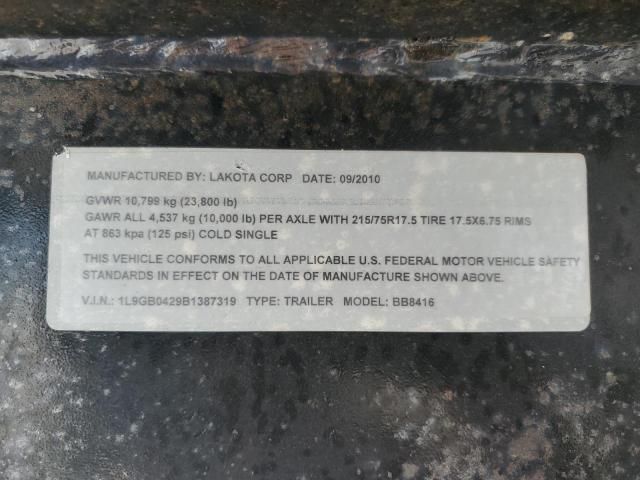 MANUFACTURED BY: LAKOTA CORP DATE: 09/2010
GVWR 10,799 kg (23,800 lb)
GAWR ALL 4,537 kg (10,000 lb) PER AXLE WITH 215/75R17.5 TIRE 17.5X6.75 RIMS
AT 863 kpa (125 psi) COLD SINGLE
THIS VEHICLE CONFORMS TO ALL APPLICABLE U.S. FEDERAL MOTOR VEHICLE SAFETY
STANDARDS IN EFFECT ON THE DATE OF MANUFACTURE SHOWN ABOVE.
V.I.N.: 1L9GB0429B1387319 TYPE: TRAILER MODEL: BB8416